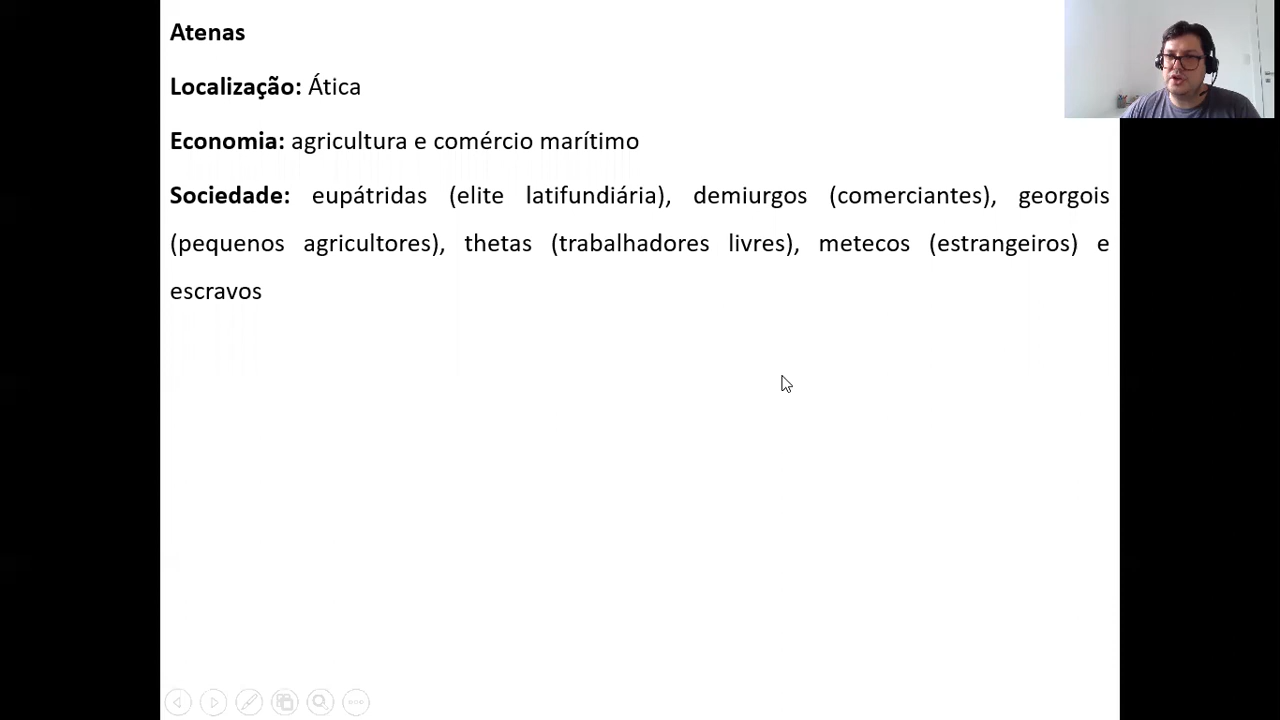 Atenas
Localização: Ática
Economia: agricultura e comércio marítimo
Sociedade: eupátridas (elite latifundiária), demiurgos (comerciantes), georgois
(pequenos agricultores), thetas (trabalhadores livres), metecos (estrangeiros) e
escravos